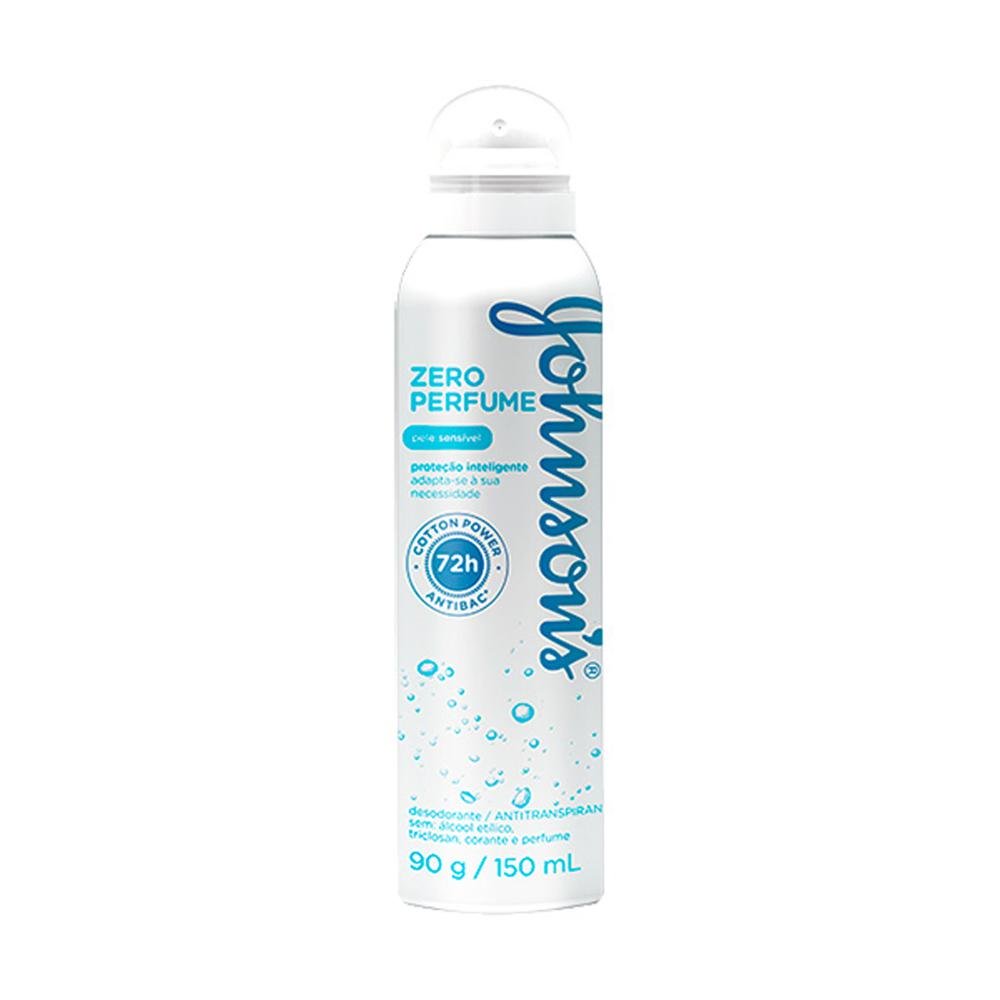 Johnson's®
ZERO
PERFUME
pele sensível
proteção inteligente
adapta-se à sua
necessidade
COTTON POWER
72h
ANTIBAC*
desodorante / ANTITRANSPIRAN
sem: álcool etílico,
triclosan, corante e perfume
90 g / 150 mL